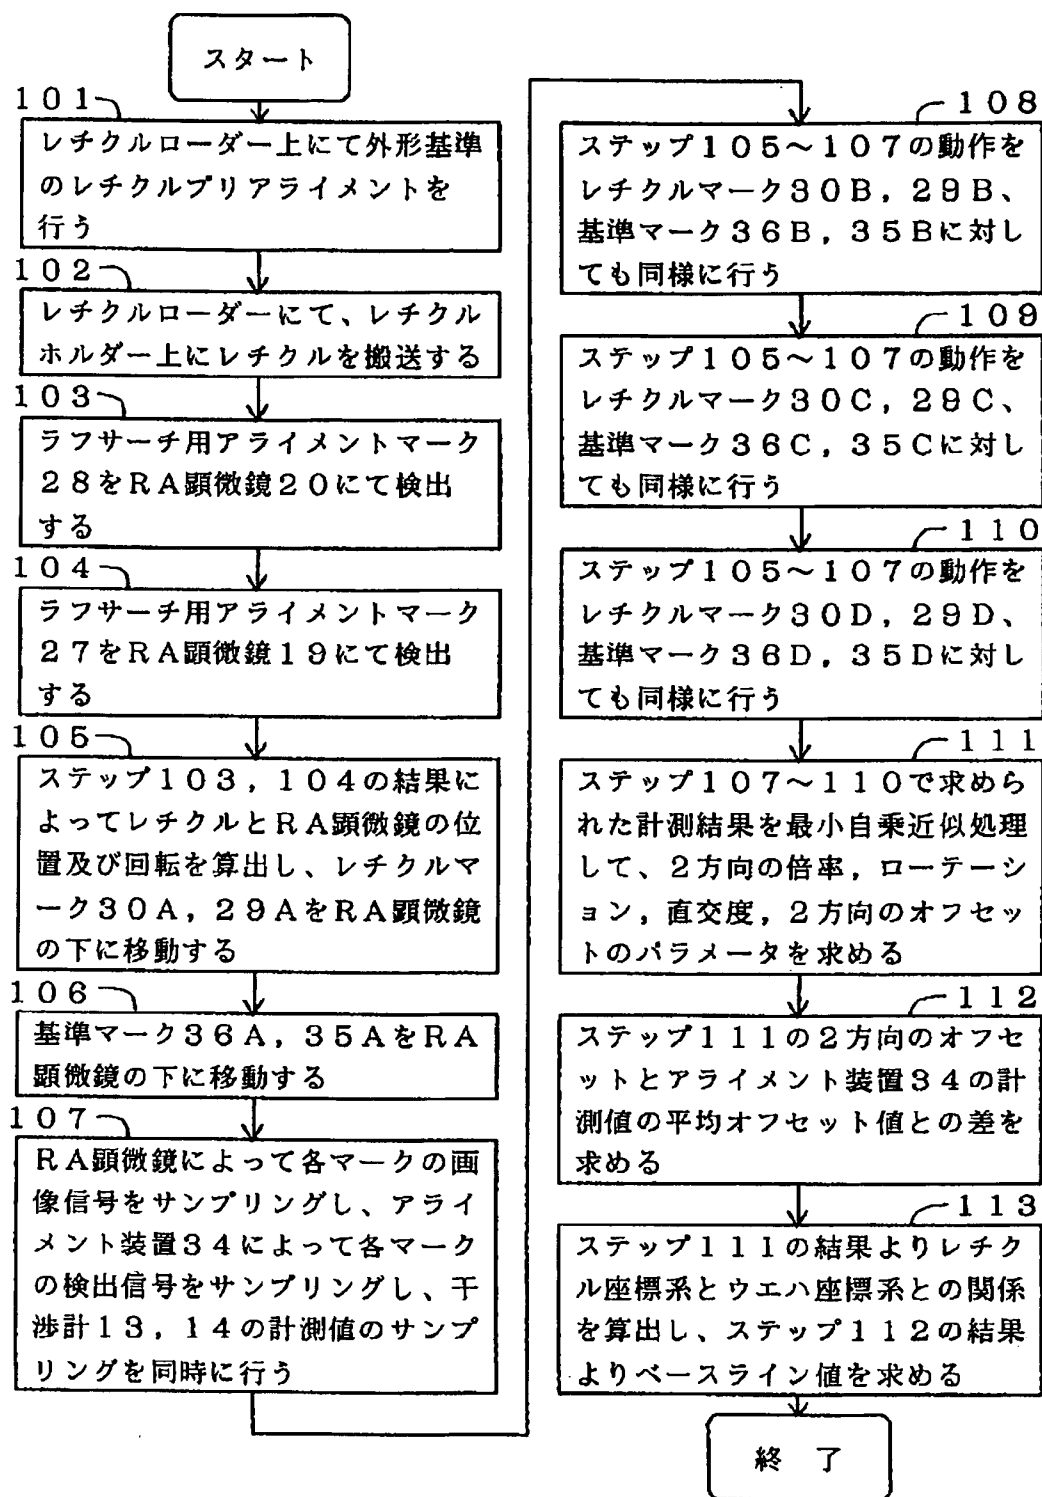 スタート
101
レチクルローダー上にて外形基準
のレチクルプリアライメントを
行う
102
レチクルローダーにて、レチクル
ホルダー上にレチクルを搬送する
103
ラフサーチ用アライメントマーク
28をRA顕微鏡20にて検出
する
104
ラフサーチ用アライメントマーク
27をRA顕微鏡19にて検出
する
105
ステップ103,104の結果に
よってレチクルとRA顕微鏡の位
置及び回転を算出し、レチクルマ
ーク30A,29AをRA顕微鏡
の下に移動する
106
基準マーク36A,35AをRA
顕微鏡の下に移動する
107
RA顕微鏡によって各マークの画
像信号をサンプリングし、アライ
メント装置34によって各マーク
の検出信号をサンプリングし、干
渉計13,14の計測値のサンプ
リングを同時に行う
108
ステップ105~107の動作を
レチクルマーク30B,29B、
基準マーク36B,35Bに対し
ても同様に行う
109
ステップ105~107の動作を
レチクルマーク30C,29C、
基準マーク36C,35Cに対し
ても同様に行う
110
ステップ105~107の動作を
レチクルマーク30D,29D、
基準マーク36D,35Dに対し
ても同様に行う
111
ステップ107~110で求めら
れた計測結果を最小自乗近似処理
して、2方向の倍率,ローテーシ
ョン,直交度,2方向のオフセッ
トのパラメータを求める
112
ステップ111の2方向のオフセ
ットとアライメント装置34の計
測値の平均オフセット値との差を
求める
113
ステップ111の結果よりレチク
ル座標系とウエハ座標系との関係
を算出し、ステップ112の結果
よりベースライン値を求める
終 了